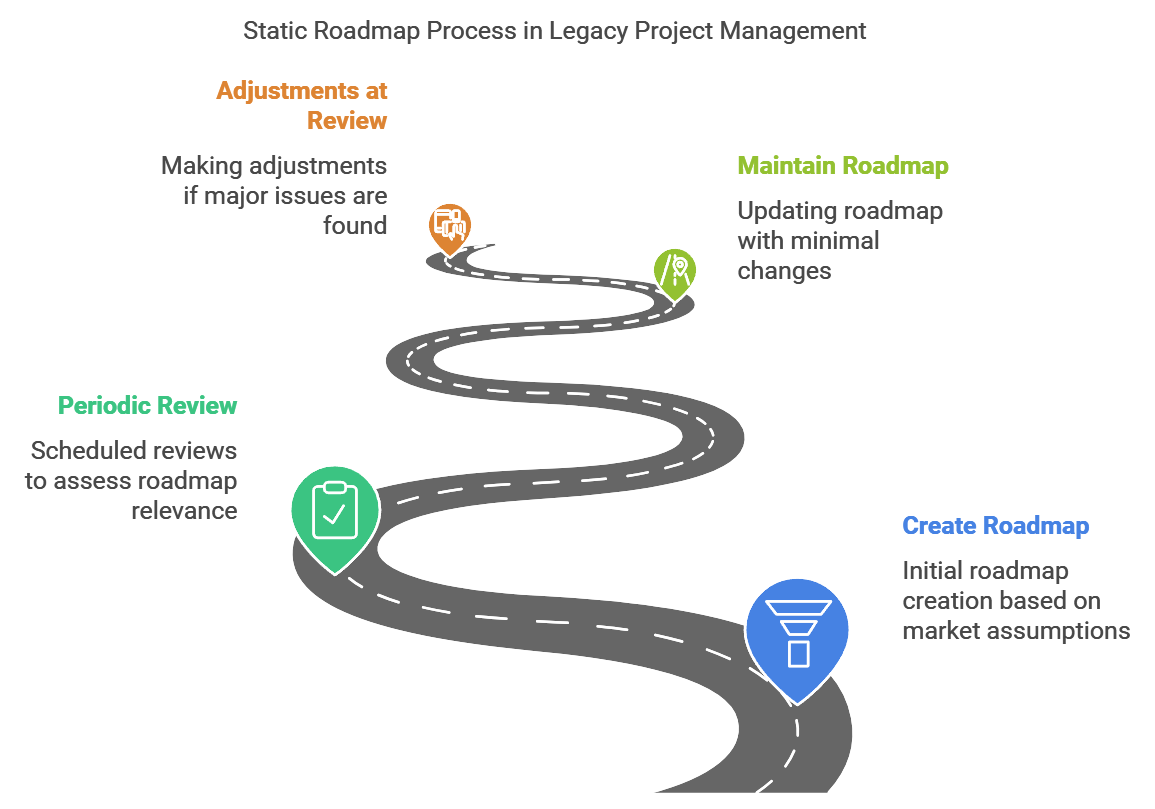 Static Roadmap Process in Legacy Project Management
Adjustments at
Review
Making adjustments
if major issues are
found
Maintain Roadmap
Updating roadmap
with minimal
changes
Periodic Review
Scheduled reviews
to assess roadmap
relevance
Create Roadmap
Initial roadmap
creation based on
market assumptions